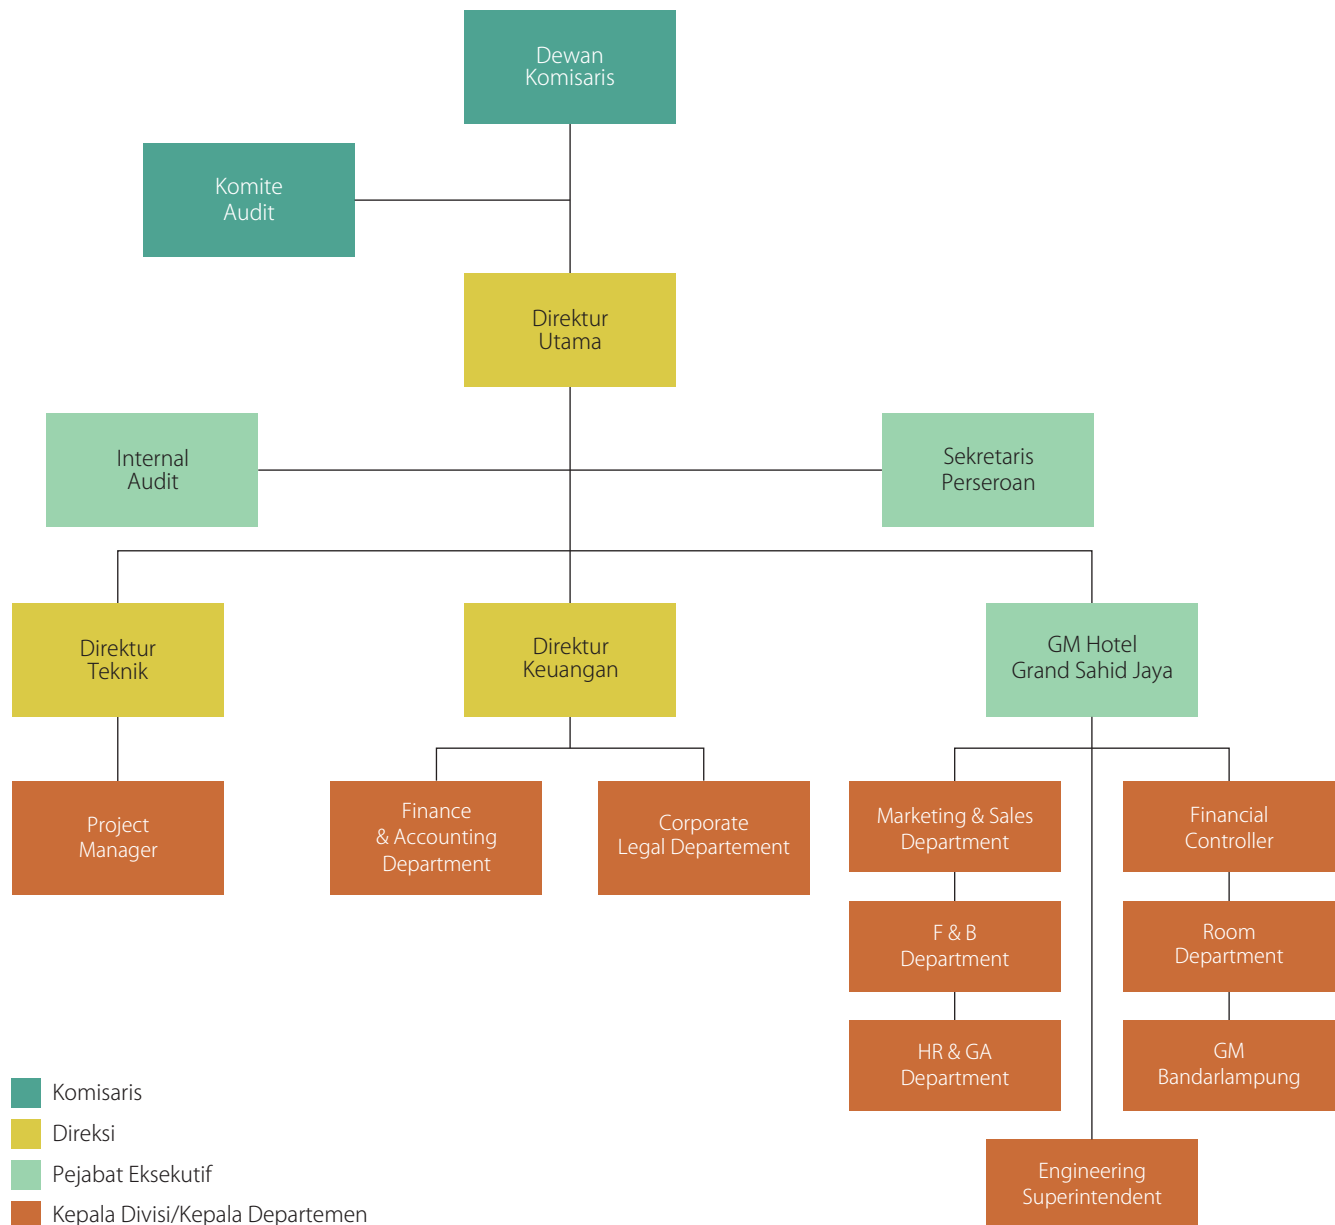 Dewan
Komisaris
Komite
Audit
Direktur
Utama
Internal
Audit
Sekretaris
Perseroan
Direktur
Teknik
Direktur
Keuangan
GM Hotel
Grand Sahid Jaya
Project
Manager
Finance
& Accounting
Department
Corporate
Legal Departement
Marketing & Sales
Department
Financial
Controller
F & B
Department
Room
Department
HR & GA
Department
GM
Bandarlampung
Engineering
Superintendent
Komisaris
Direksi
Pejabat Eksekutif
Kepala Divisi/Kepala Departemen